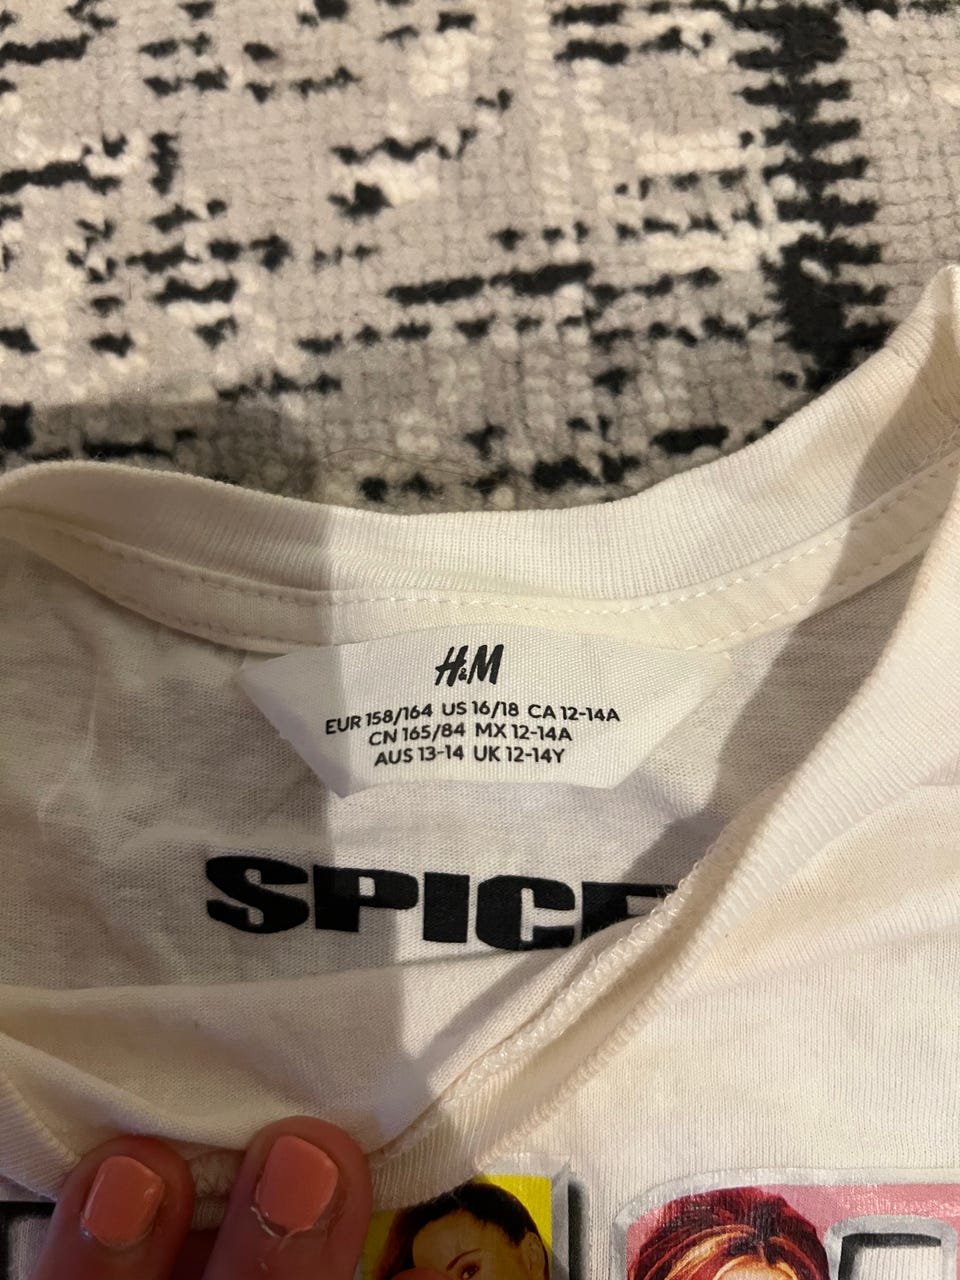 H&M
EUR 158/164 US 16/18 CA 12-14A
CN 165/84 MX 12-14A
AUS 13-14 UK 12-14Y
SPICE